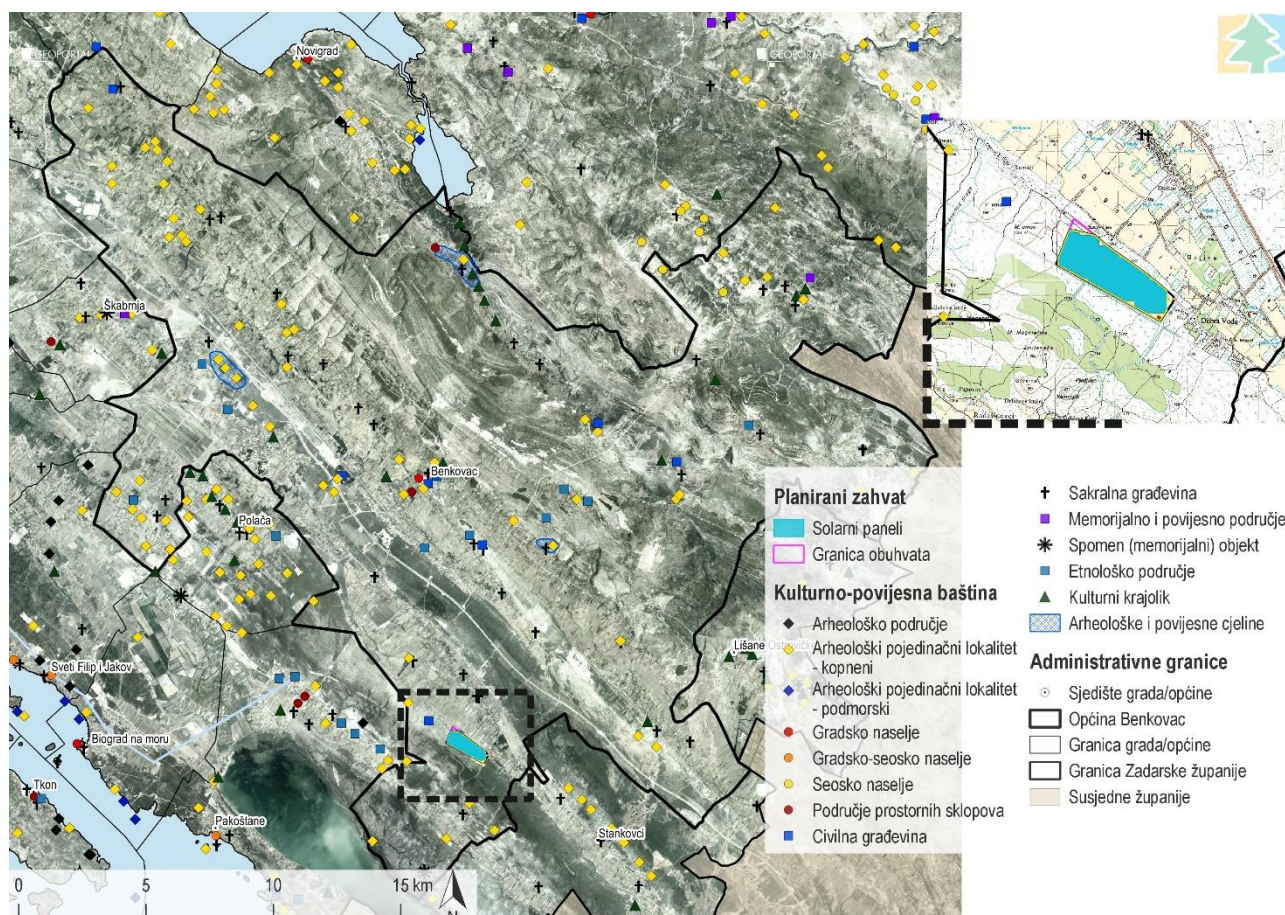 GEOPORTAL
GEOPORTAL
Novigrad
Škabrnja
Benkovac
Polača
Sveti Filip i Jakov
Biograd na moru
Tkon
Pakoštane
Stankovci
Dobra Voda
0 5 10 15 km
N
Planirani zahvat
Solarni paneli
Granica obuhvata
Kulturno-povijesna baština
Arheološko područje
Arheološki pojedinačni lokalitet
- kopneni
Arheološki pojedinačni lokalitet
- podmorski
Gradsko naselje
Gradsko-seosko naselje
Seosko naselje
Područje prostornih sklopova
Civilna građevina
Sakralna građevina
Memorijalno i povijesno područje
Spomen (memorijalni) objekt
Etnološko područje
Kulturni krajolik
Arheološke i povijesne cjeline
Administrativne granice
Sjedište grada/općine
Općina Benkovac
Granica grada/općine
Granica Zadarske županije
Susjedne županije